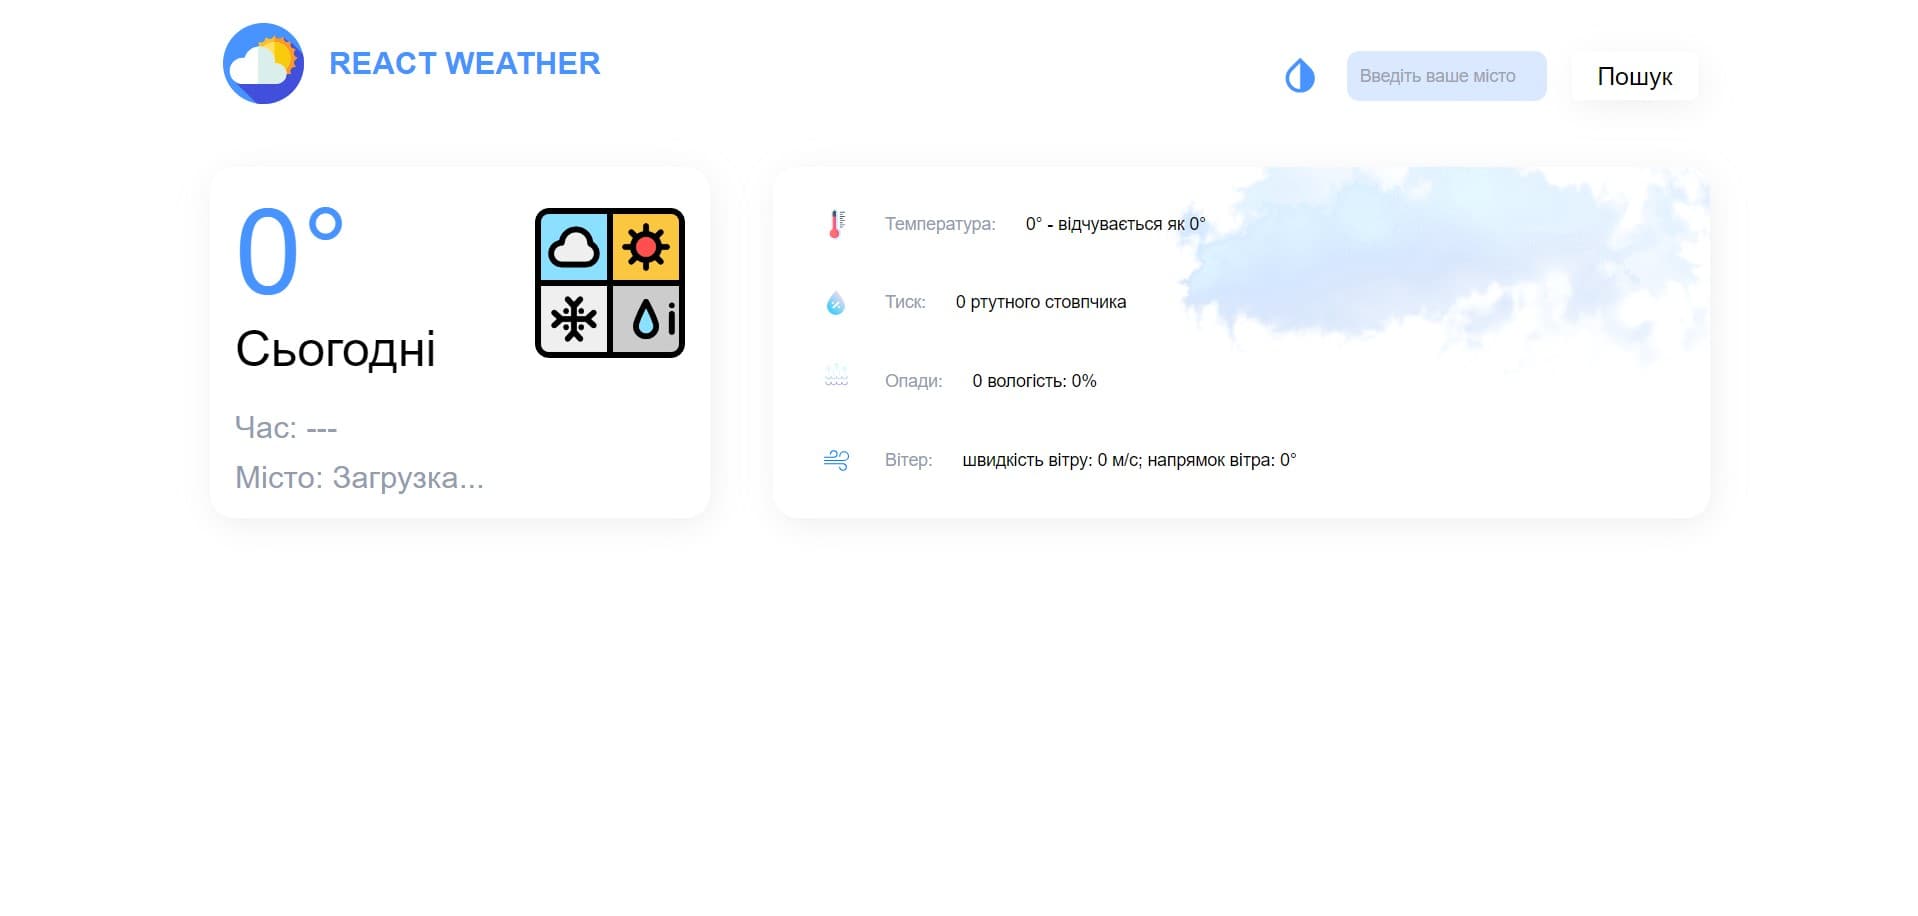 REACT WEATHER
Введіть ваше місто
Пошук
0°
Сьогодні
Час: ---
Місто: Загрузка...
Температура: 0° - відчувається як 0°
Тиск: 0 ртутного стовпчика
Опади: 0 вологість: 0%
Вітер: швидкість вітру: 0 м/с; напрямок вітра: 0°